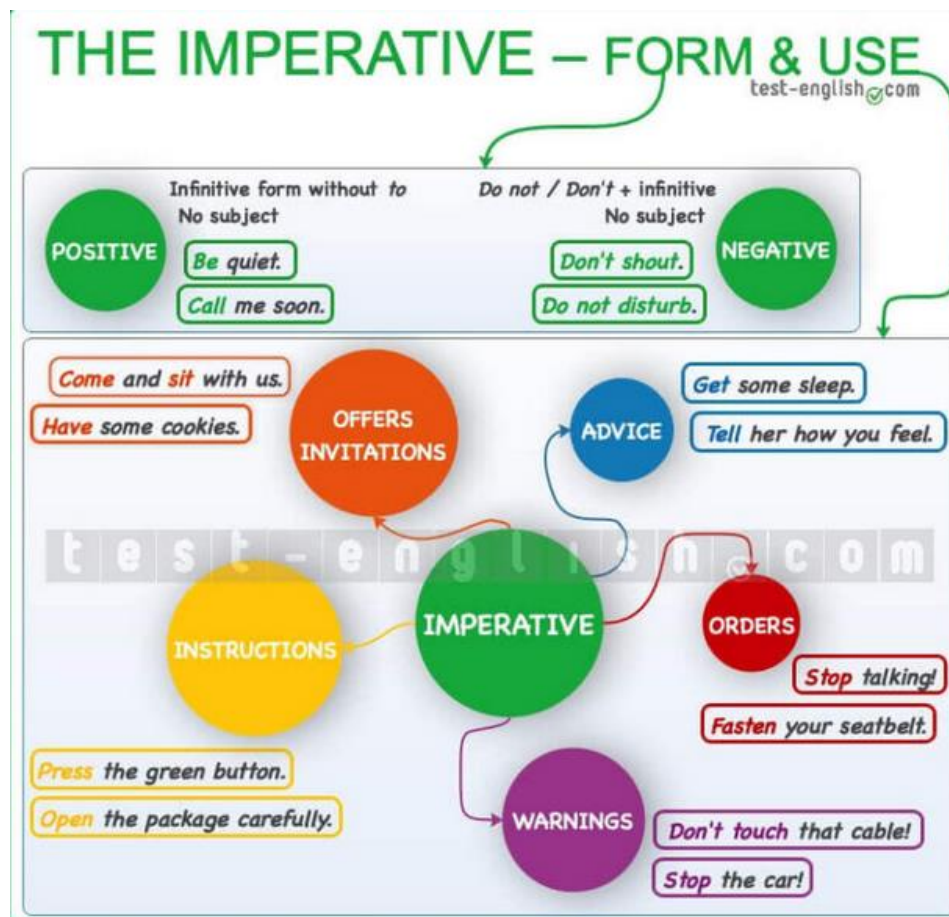 THE IMPERATIVE – FORM & USE
test-english.com
POSITIVE
Infinitive form without to
No subject
Be quiet.
Call me soon.
Do not / Don't + infinitive
No subject
Don't shout.
Do not disturb.
NEGATIVE
Come and sit with us.
Have some cookies.
OFFERS
INVITATIONS
ADVICE
Get some sleep.
Tell her how you feel.
test-english.com
IMPERATIVE
INSTRUCTIONS
Press the green button.
Open the package carefully.
ORDERS
Stop talking!
Fasten your seatbelt.
WARNINGS
Don't touch that cable!
Stop the car!